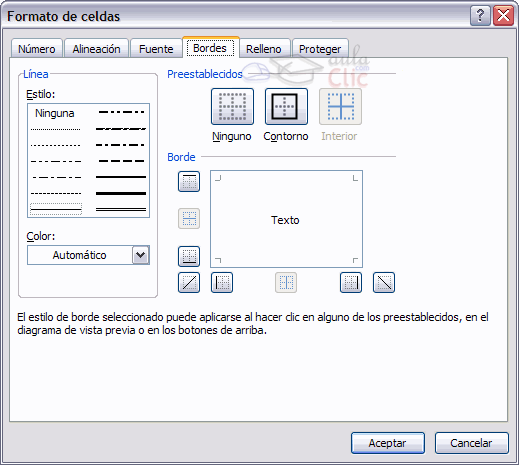 Formato de celdas
Número Alineación Fuente Bordes Relleno Proteger
aula
Clic
Línea
Estilo:
Ninguna
Color:
Automático
Preestablecidos
Ninguno Contorno Interior
Borde
Texto
El estilo de borde seleccionado puede aplicarse al hacer clic en alguno de los preestablecidos, en el
diagrama de vista previa o en los botones de arriba.
Aceptar Cancelar